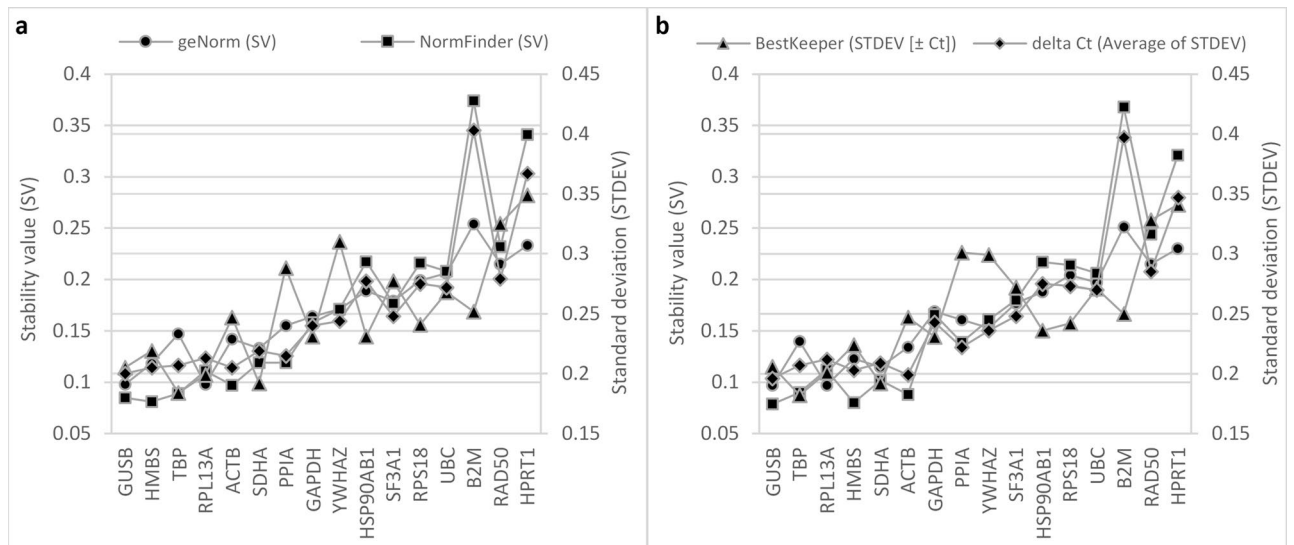 a
geNorm (SV) NormFinder (SV)
0.4
0.35
0.3
0.25
0.2
0.15
0.1
0.05
Stability value (SV)
0.45
0.4
0.35
0.3
0.25
0.2
0.15
Standard deviation (STDEV)
GUSB
HMBS
TBP
RPL13A
ACTB
SDHA
PPIA
GAPDH
YWHAZ
HSP90AB1
SF3A1
RPS18
UBC
B2M
RAD50
HPRT1
b
BestKeeper (STDEV [± Ct]) delta Ct (Average of STDEV)
0.4
0.35
0.3
0.25
0.2
0.15
0.1
0.05
Stability value (SV)
0.45
0.4
0.35
0.3
0.25
0.2
0.15
Standard deviation (STDEV)
GUSB
TBP
RPL13A
HMBS
SDHA
ACTB
GAPDH
PPIA
YWHAZ
SF3A1
HSP90AB1
RPS18
UBC
B2M
RAD50
HPRT1